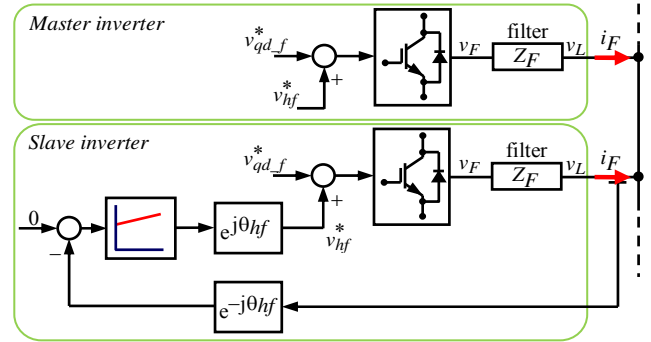 Master inverter
v*qd_f
+
v*hf
vF
filter
ZF
vL
iF
Slave inverter
v*qd_f
+
v*hf
vF
filter
ZF
vL
iF
0
−
e^jθhf
e^−jθhf